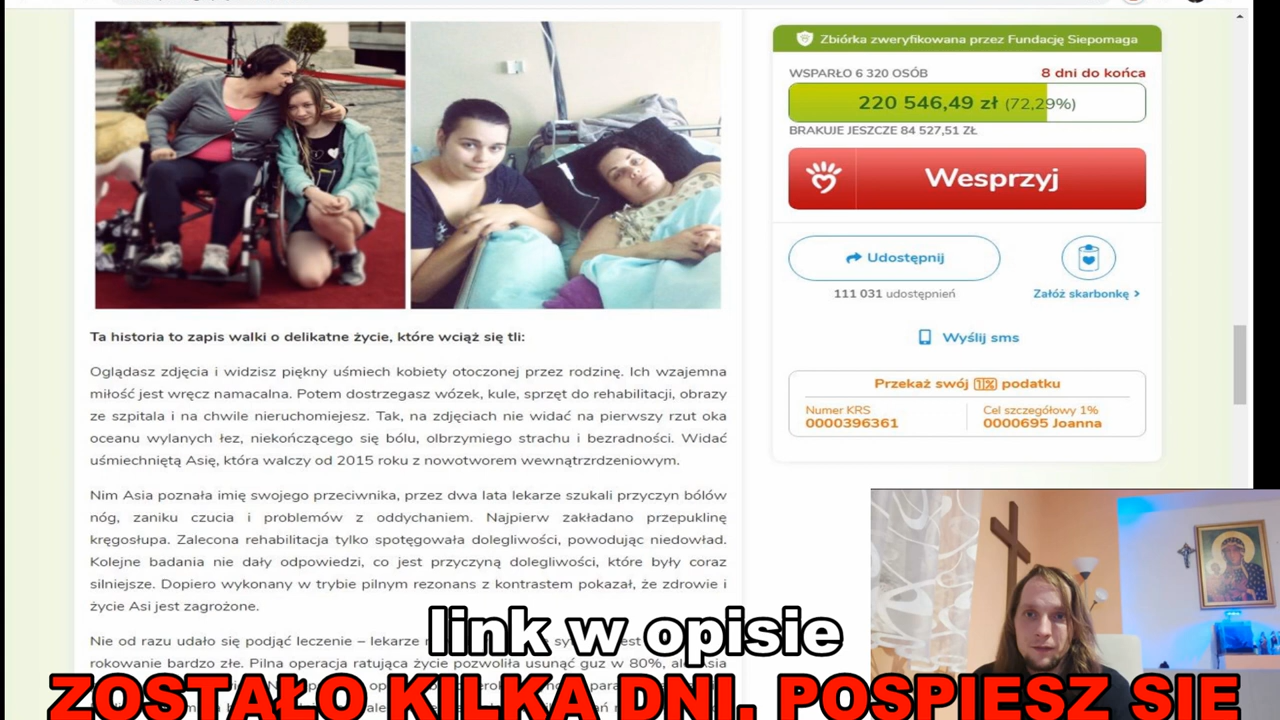 Zbiórka zweryfikowana przez Fundację Siepomaga
WSPARŁO 6 320 OSÓB
8 dni do końca
220 546,49 zł (72,29%)
BRAKUJE JESZCZE 84 527,51 ZŁ
Wesprzyj
Udostępnij
111 031 udostępnień
Załóż skarbonkę >
Wyślij sms
Przekaż swój 1% podatku
Numer KRS
0000396361
Cel szczegółowy 1%
0000695 Joanna
Ta historia to zapis walki o delikatne życie, które wciąż się tli:
Oglądasz zdjęcia i widzisz piękny uśmiech kobiety otoczonej przez rodzinę. Ich wzajemna
miłość jest wręcz namacalna. Potem dostrzegasz wózek, kule, sprzęt do rehabilitacji, obrazy
ze szpitala i na chwile nieruchomiejesz. Tak, na zdjęciach nie widać na pierwszy rzut oka
oceanu wylanych łez, niekończącego się bólu, olbrzymiego strachu i bezradności. Widać
uśmiechniętą Asię, która walczy od 2015 roku z nowotworem wewnątrzrdzeniowym.
Nim Asia poznała imię swojego przeciwnika, przez dwa lata lekarze szukali przyczyn bólów
nóg, zaniku czucia i problemów z oddychaniem. Najpierw zakładano przepuklinę
kręgosłupa. Zalecona rehabilitacja tylko spotęgowała dolegliwości, powodując niedowład.
Kolejne badania nie dały odpowiedzi, co jest przyczyną dolegliwości, które były coraz
silniejsze. Dopiero wykonany w trybie pilnym rezonans z kontrastem pokazał, że zdrowie i
życie Asi jest zagrożone.
Nie od razu udało się podjąć leczenie – lekarze
rokowanie bardzo złe. Pilna operacja ratująca życie pozwoliła usunąć guz w 80%,
link w opisie
ZOSTAŁO KILKA DNI. POSPIESZ SIĘ